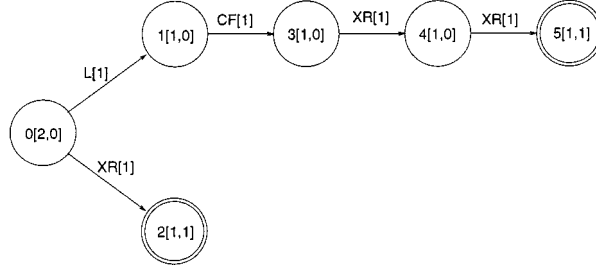 1[1,0]
CF[1]
3[1,0]
XR[1]
4[1,0]
XR[1]
5[1,1]
L[1]
0[2,0]
XR[1]
2[1,1]